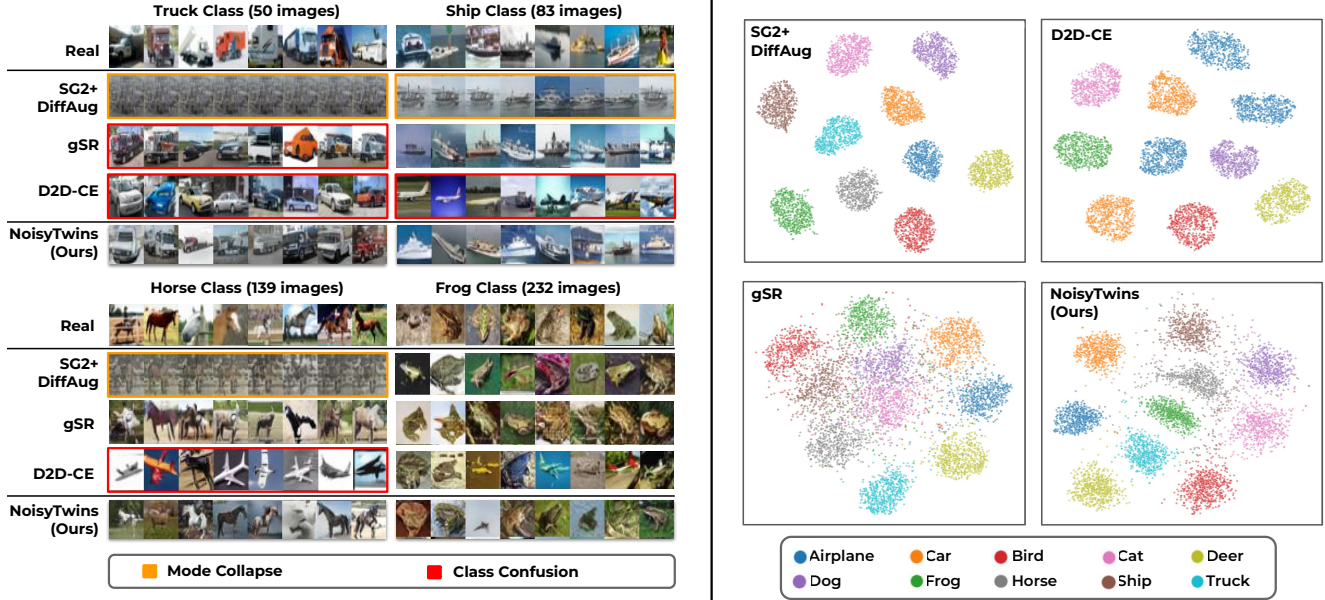 Truck Class (50 images)
Ship Class (83 images)
Real
SG2+
DiffAug
gSR
D2D-CE
NoisyTwins
(Ours)
Horse Class (139 images)
Frog Class (232 images)
Real
SG2+
DiffAug
gSR
D2D-CE
NoisyTwins
(Ours)
Mode Collapse
Class Confusion
SG2+
DiffAug
D2D-CE
gSR
NoisyTwins
(Ours)
Airplane Car Bird Cat Deer
Dog Frog Horse Ship Truck